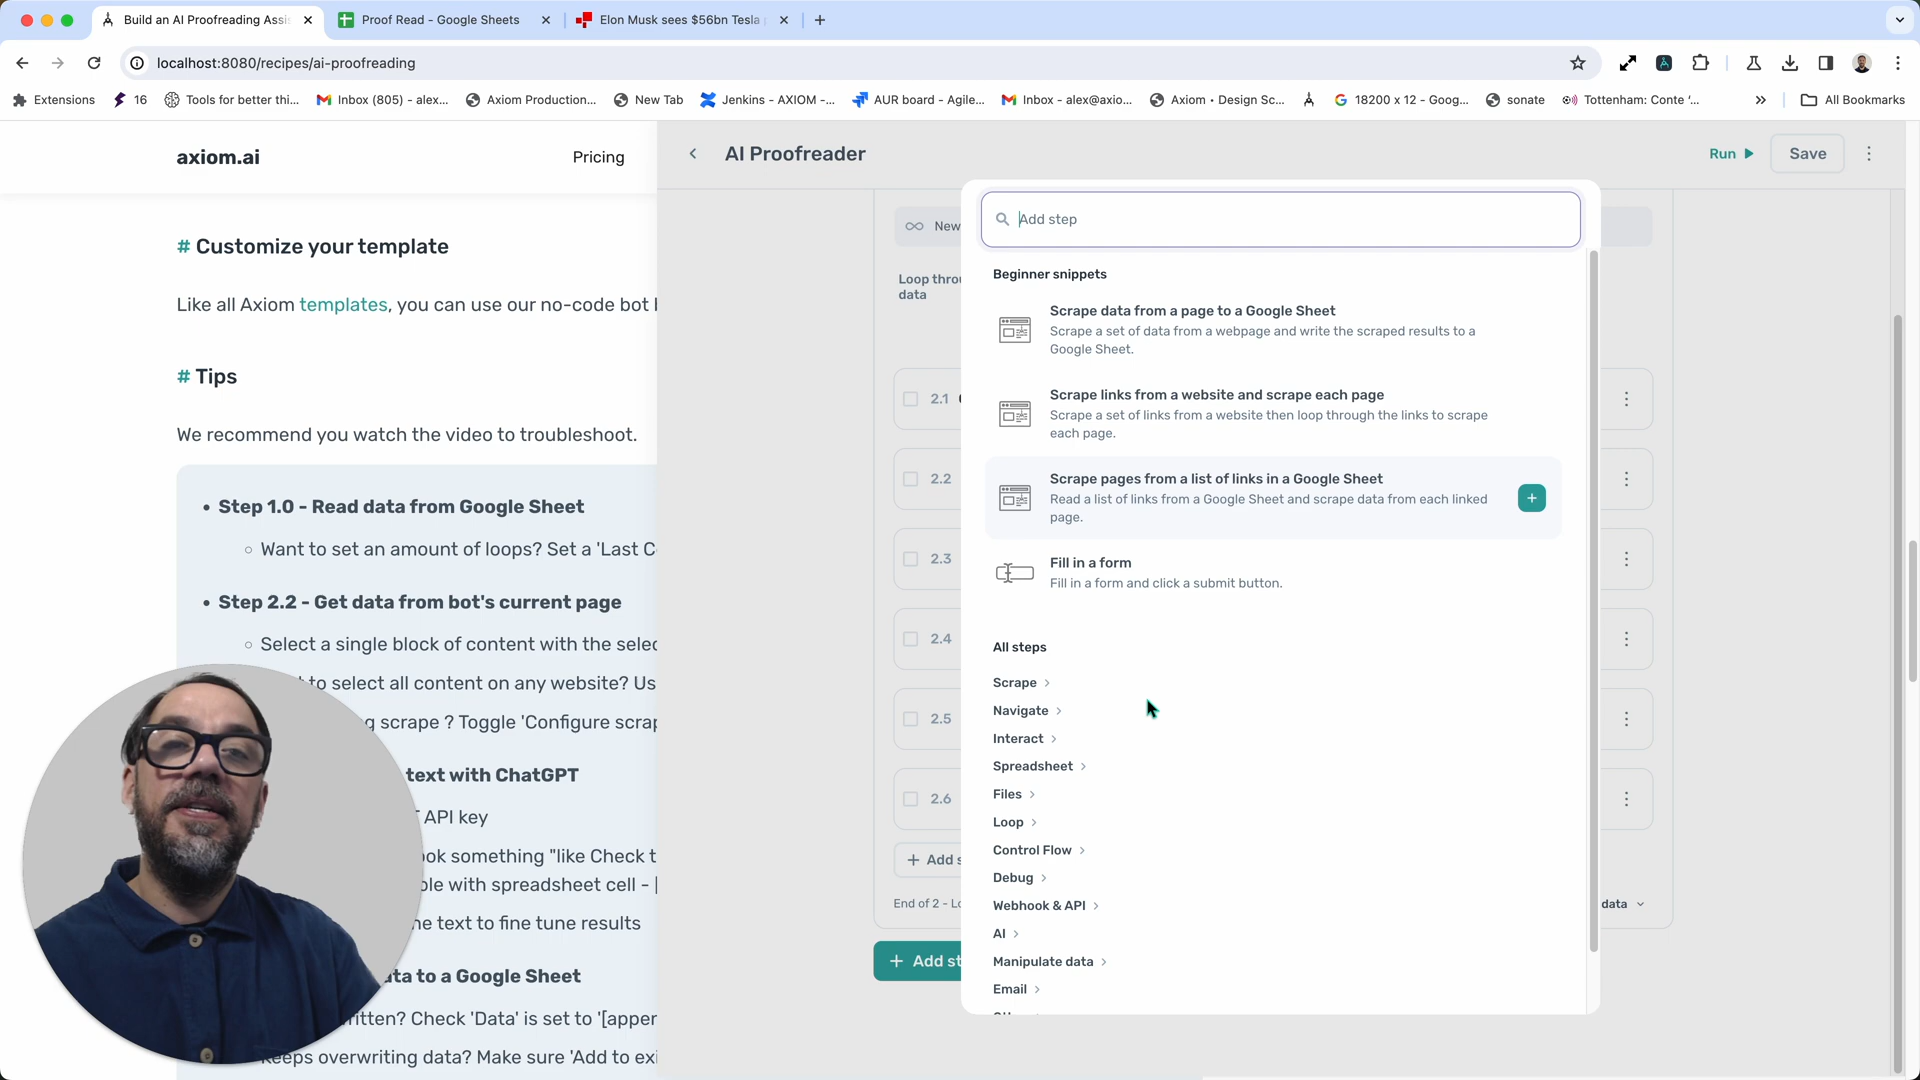 Build an AI Proofreading Assi
Proof Read - Google Sheets
Elon Musk sees $56bn Tesla
localhost:8080/recipes/ai-proofreading
Extensions
16
Tools for better thi...
Inbox (805) - alex...
Axiom Production...
New Tab
Jenkins - AXIOM -...
AUR board - Agile...
Inbox - alex@axio...
Axiom • Design Sc...
18200 x 12 - Goog...
sonate
Tottenham: Conte '...
All Bookmarks
axiom.ai
Pricing
# Customize your template
Like all Axiom templates, you can use our no-code bot
# Tips
We recommend you watch the video to troubleshoot.
Step 1.0 - Read data from Google Sheet
Want to set an amount of loops? Set a 'Last C
Step 2.2 - Get data from bot's current page
Select a single block of content with the selec
to select all content on any website? Us
scrape ? Toggle 'Configure scrap
text with ChatGPT
API key
ok something "like Check t
le with spreadsheet cell - [
ne text to fine tune results
ata to a Google Sheet
itten? Check 'Data' is set to '[apper
Keeps overwriting data? Make sure 'Add to exi
AI Proofreader
Run
Save
New
Loop throu
data
2.1
2.2
2.3
2.4
2.5
2.6
+ Add s
End of 2 - Lo
data
+ Add st
Add step
Beginner snippets
Scrape data from a page to a Google Sheet
Scrape a set of data from a webpage and write the scraped results to a
Google Sheet.
Scrape links from a website and scrape each page
Scrape a set of links from a website then loop through the links to scrape
each page.
Scrape pages from a list of links in a Google Sheet
Read a list of links from a Google Sheet and scrape data from each linked
page.
Fill in a form
Fill in a form and click a submit button.
All steps
Scrape
Navigate
Interact
Spreadsheet
Files
Loop
Control Flow
Debug
Webhook & API
AI
Manipulate data
Email